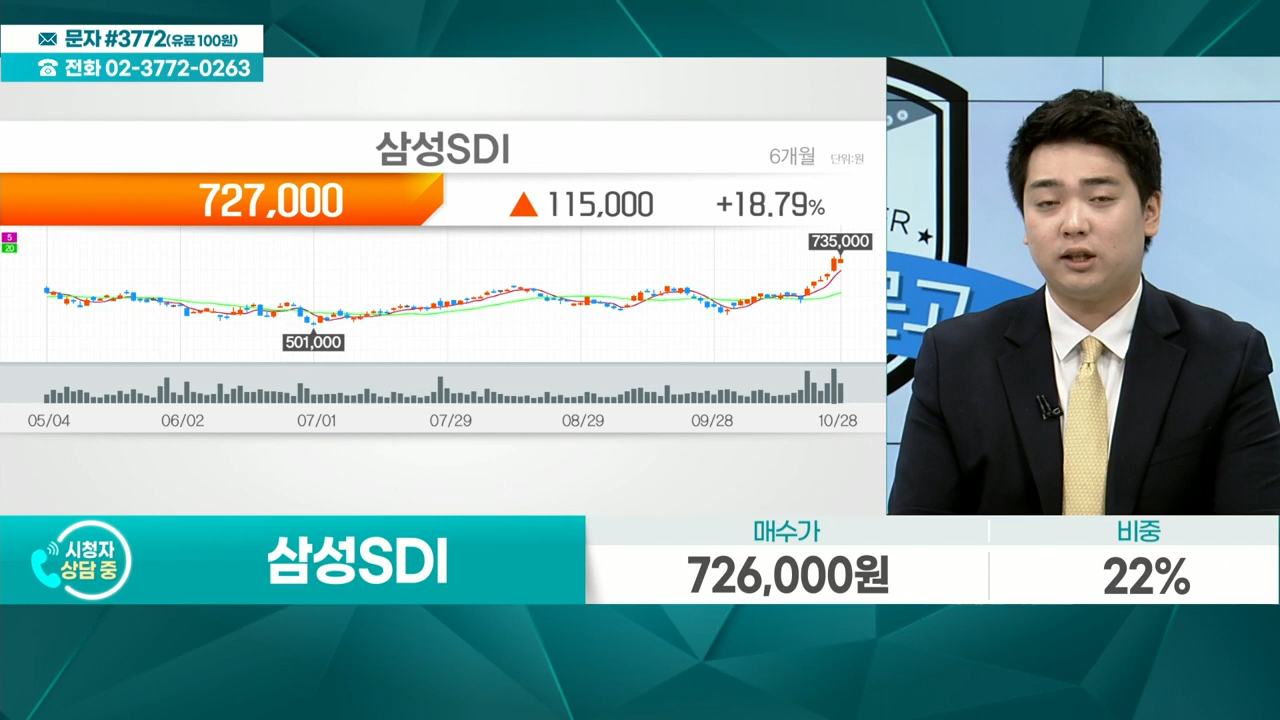 문자 #3772(유료 100원)
전화 02-3772-0263
삼성SDI
6개월 단위:원
727,000 ▲ 115,000 +18.79%
5
20
735,000
501,000
05/04 06/02 07/01 07/29 08/29 09/28 10/28
R★
문고
시청자
상담 중
삼성SDI
매수가 비중
726,000원 22%